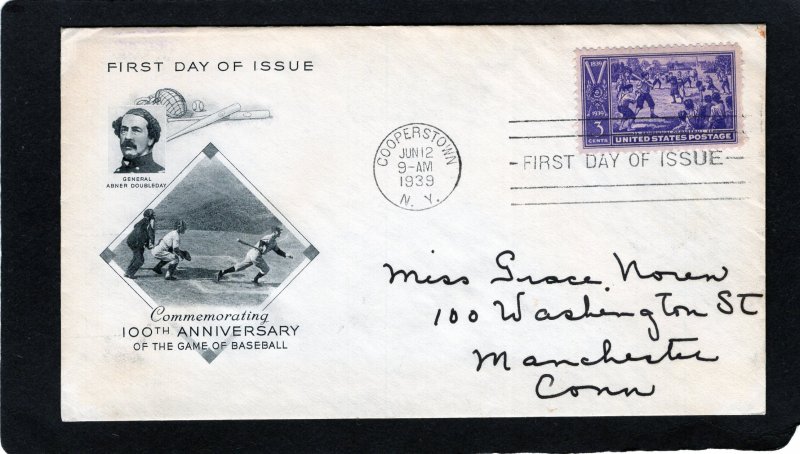 FIRST DAY OF ISSUE
GENERAL
ABNER DOUBLEDAY
Commemorating
100TH ANNIVERSARY
OF THE GAME OF BASEBALL
COOPERSTOWN
JUN 12
9-AM
1939
N. Y.
1839
1939
3
CENTS
UNITED STATES POSTAGE
FIRST DAY OF ISSUE
Miss Grace Noren
100 Washington St
Manchester
Conn